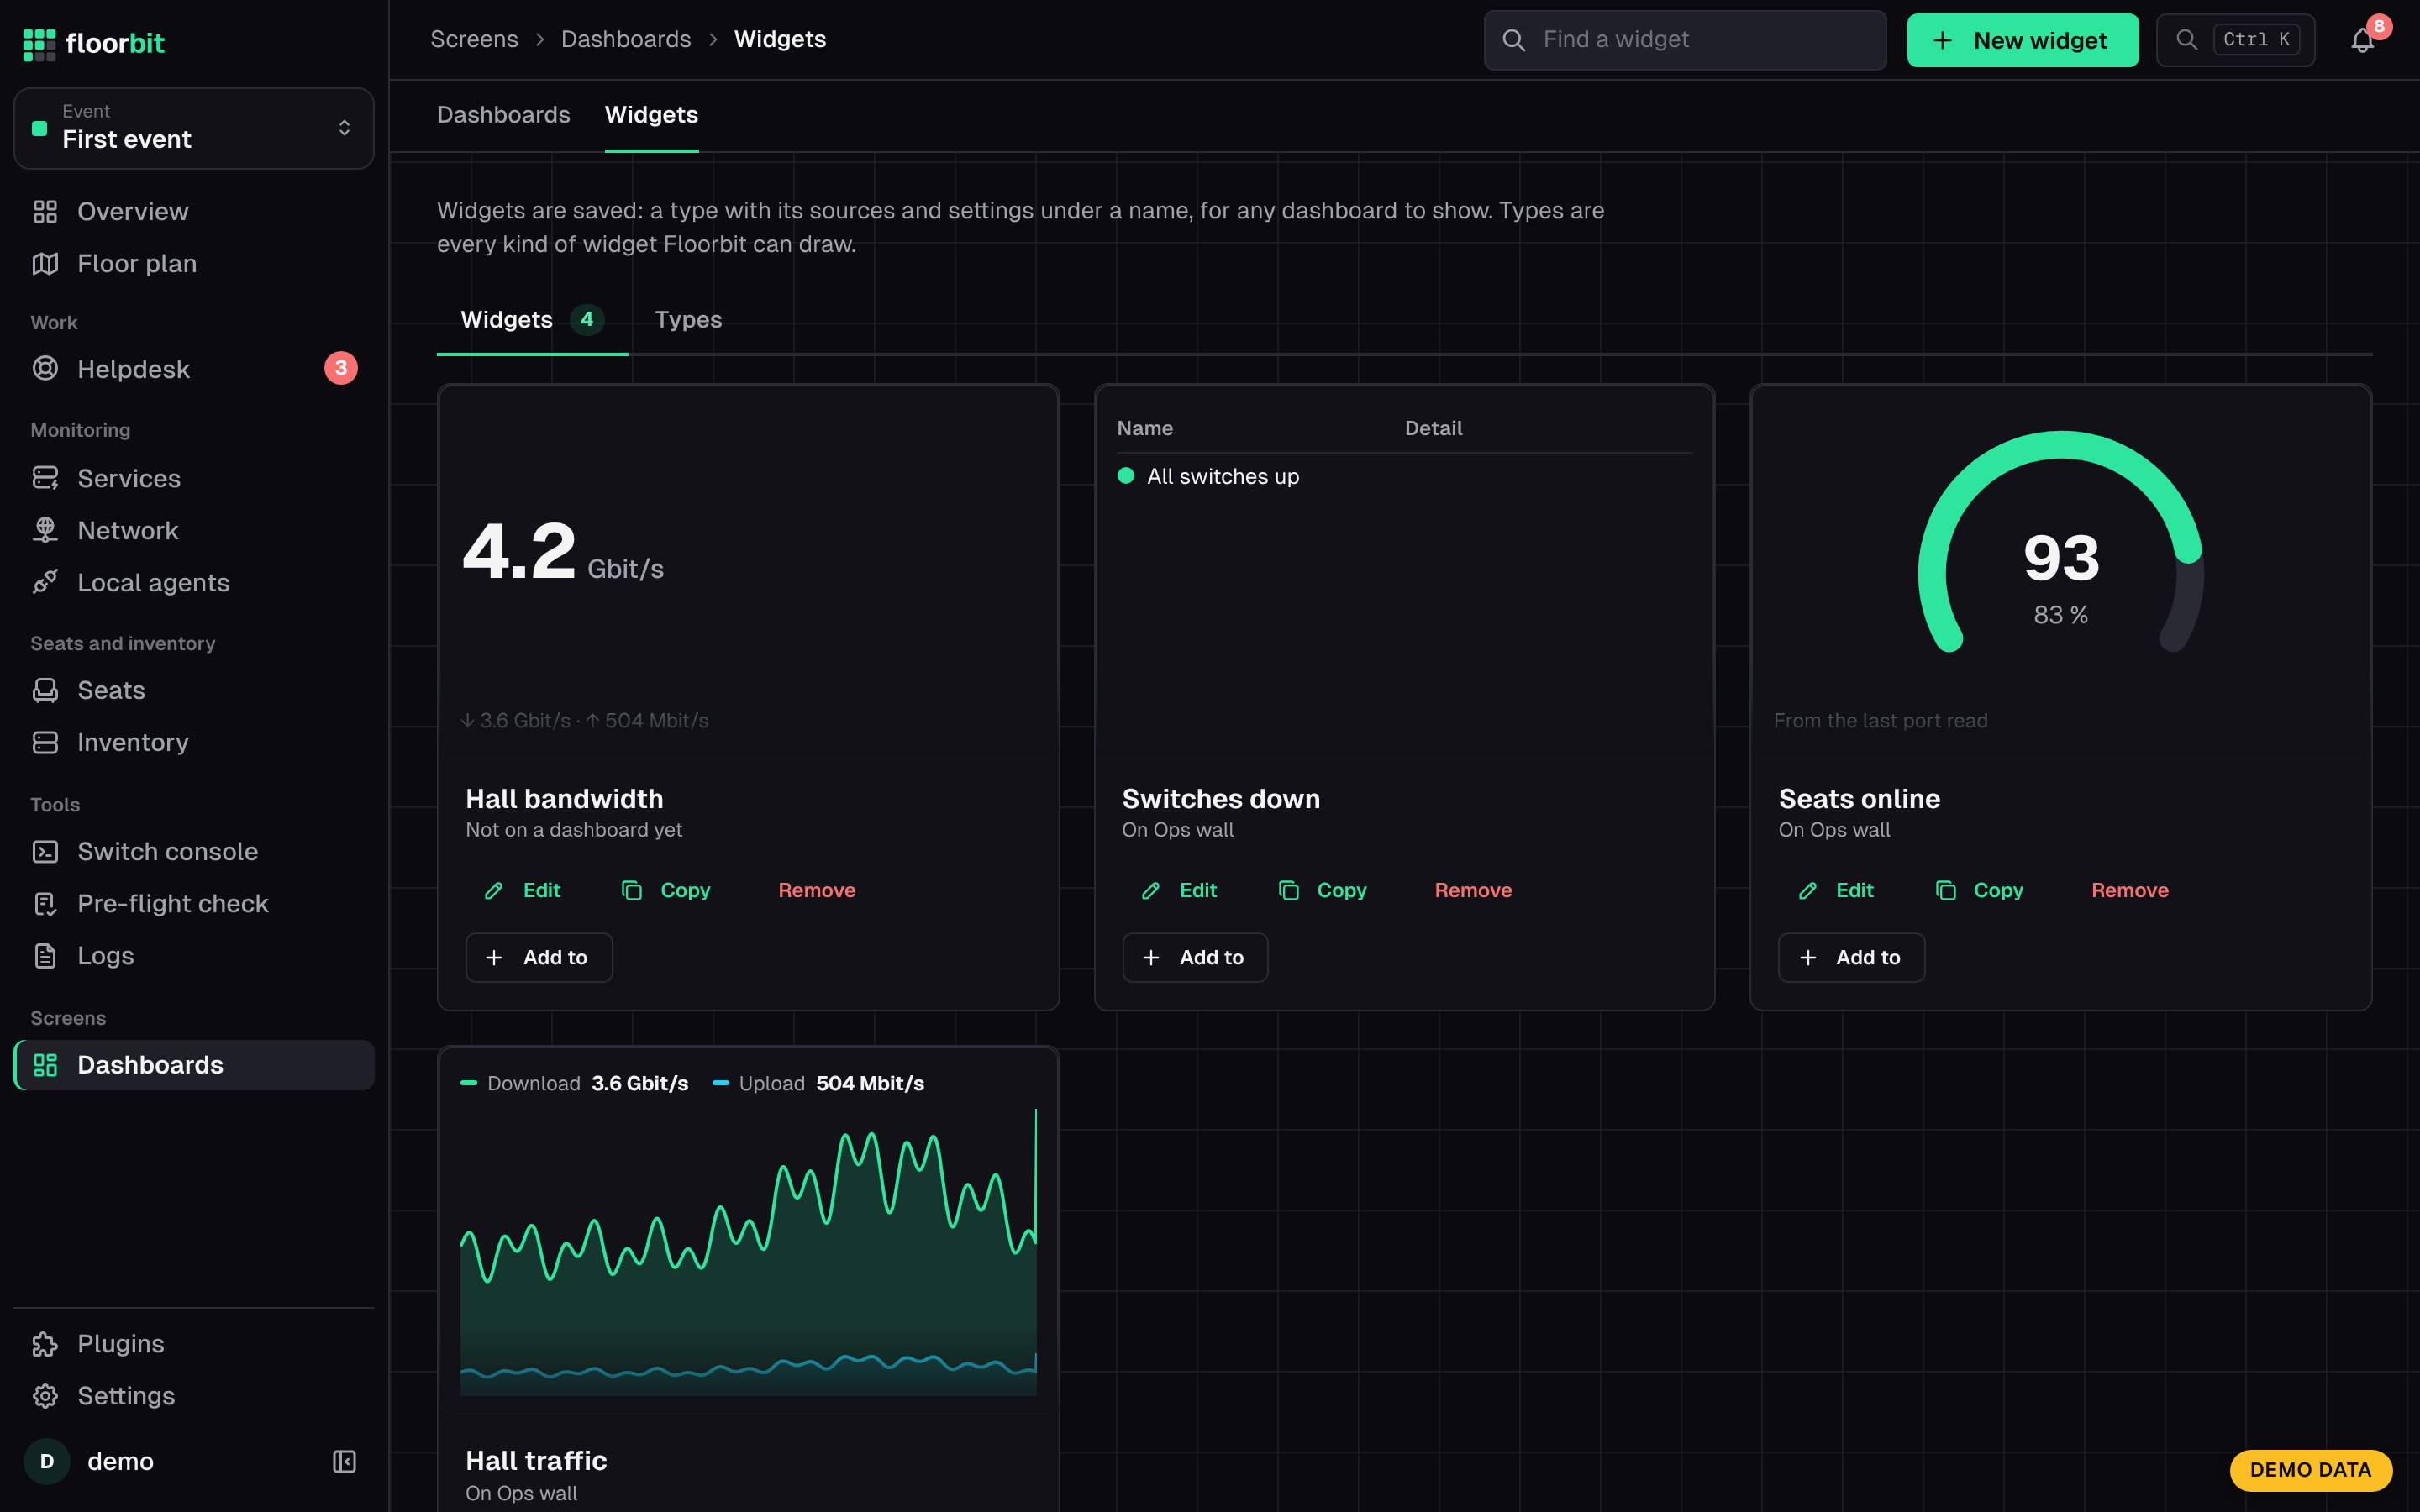 floorbit
Event
First event
Overview
Floor plan
Work
Helpdesk 3
Monitoring
Services
Network
Local agents
Seats and inventory
Seats
Inventory
Tools
Switch console
Pre-flight check
Logs
Screens
Dashboards
Plugins
Settings
D demo
Screens Dashboards Widgets
Find a widget
New widget
Ctrl K
8
Dashboards Widgets
Widgets are saved: a type with its sources and settings under a name, for any dashboard to show. Types are
every kind of widget Floorbit can draw.
Widgets 4 Types
4.2 Gbit/s
↓ 3.6 Gbit/s · ↑ 504 Mbit/s
Hall bandwidth
Not on a dashboard yet
Edit Copy Remove
Add to
Name Detail
All switches up
Switches down
On Ops wall
Edit Copy Remove
Add to
93
83 %
From the last port read
Seats online
On Ops wall
Edit Copy Remove
Add to
Download 3.6 Gbit/s Upload 504 Mbit/s
Hall traffic
On Ops wall
DEMO DATA